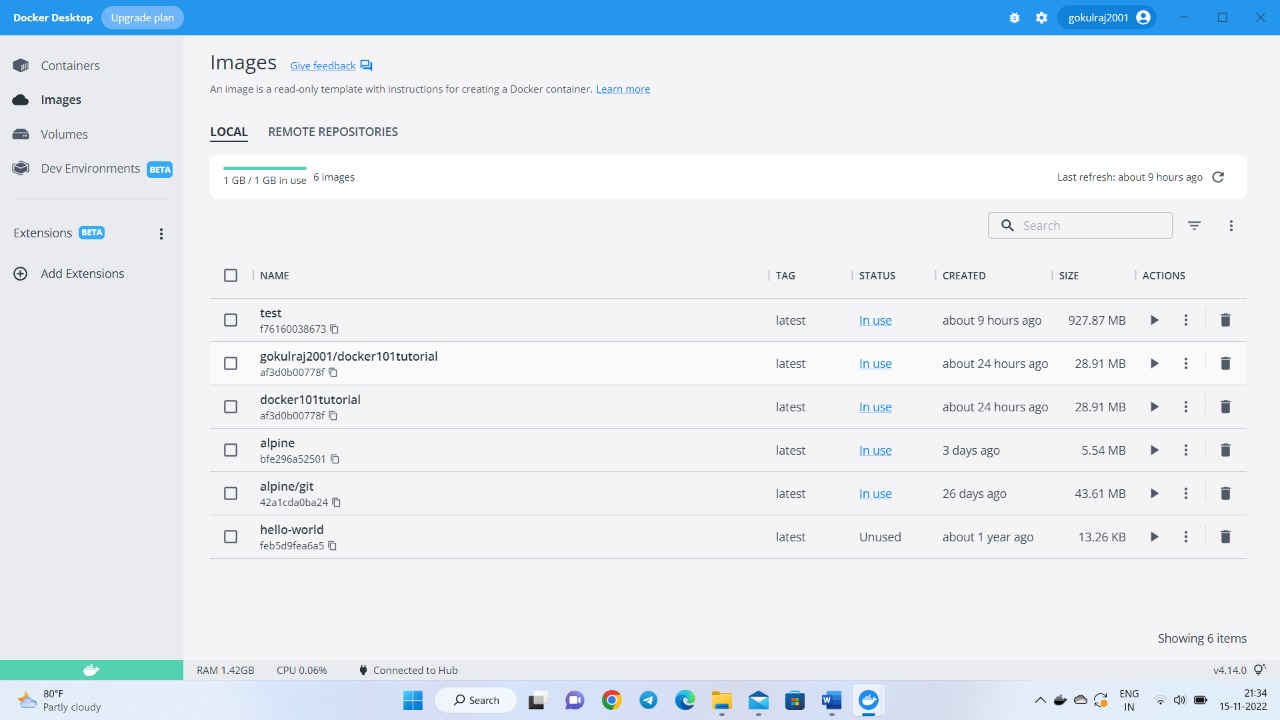 Docker Desktop Upgrade plan gokulraj2001
Containers
Images
Volumes
Dev Environments BETA
Extensions BETA
Add Extensions
Images Give feedback
An image is a read-only template with instructions for creating a Docker container. Learn more
LOCAL REMOTE REPOSITORIES
1 GB / 1 GB in use 6 images Last refresh: about 9 hours ago
Search
NAME TAG STATUS CREATED SIZE ACTIONS
test
f76160038673
latest In use about 9 hours ago 927.87 MB
gokulraj2001/docker101tutorial
af3d0b00778f
latest In use about 24 hours ago 28.91 MB
docker101tutorial
af3d0b00778f
latest In use about 24 hours ago 28.91 MB
alpine
bfe296a52501
latest In use 3 days ago 5.54 MB
alpine/git
42a1cda0ba24
latest In use 26 days ago 43.61 MB
hello-world
feb5d9fea6a5
latest Unused about 1 year ago 13.26 KB
Showing 6 items
RAM 1.42GB CPU 0.06% Connected to Hub v4.14.0
80°F
Partly cloudy
Search
ENG
IN
21:34
15-11-2022